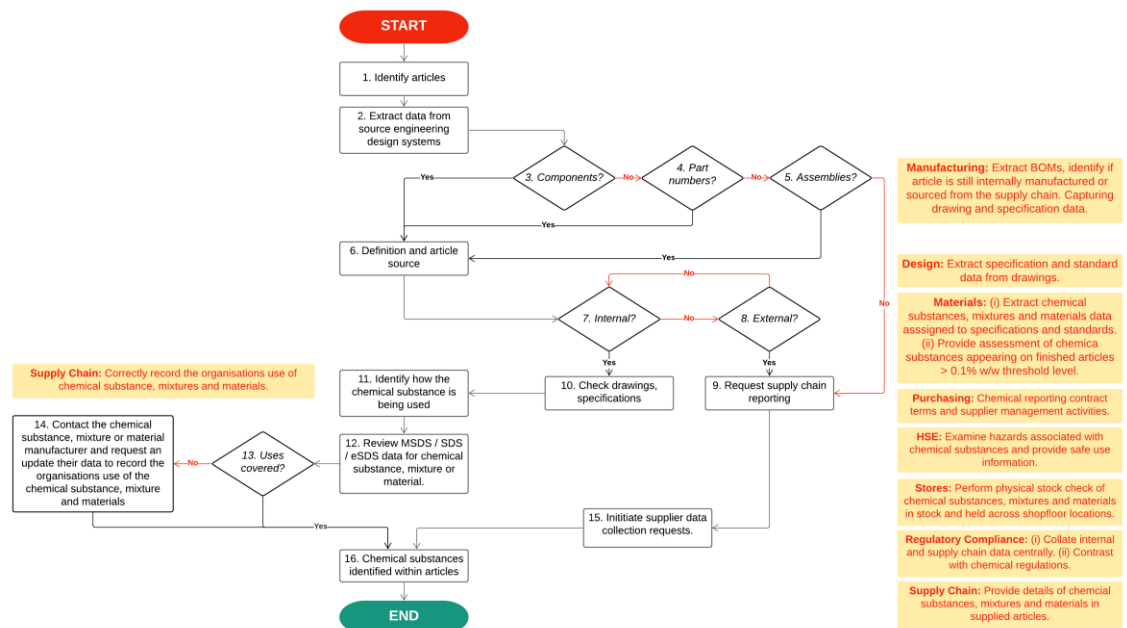 START
1. Identify articles
2. Extract data from
source engineering
design systems
3. Components?
No
4. Part
numbers?
No
5. Assemblies?
Yes
Yes
Yes
No
6. Definition and article
source
No
7. Internal?
No
8. External?
Yes
Yes
11. Identify how the
chemical substance is
being used
10. Check drawings,
specifications
9. Request supply chain
reporting
Supply Chain: Correctly record the organisations use of
chemical substance, mixtures and materials.
14. Contact the chemical
substance, mixture or material
manufacturer and request an
update their data to record the
organisations use of the
chemical substance, mixture
and materials
No
13. Uses
covered?
12. Review MSDS / SDS
/ eSDS data for chemical
substance, mixture or
material.
Yes
15. Inititiate supplier data
collection requests.
16. Chemical substances
identified within articles
END
Manufacturing: Extract BOMs, identify if
article is still internally manufactured or
sourced from the supply chain. Capturing
drawing and specification data.
Design: Extract specification and standard
data from drawings.
Materials: (i) Extract chemical
substances, mixtures and materials data
asssigned to specifications and standards.
(ii) Provide assessment of chemica
substances appearing on finished articles
> 0.1% w/w threshold level.
Purchasing: Chemical reporting contract
terms and supplier management activities.
HSE: Examine hazards associated with
chemical substances and provide safe use
information.
Stores: Perform physical stock check of
chemical substances, mixtures and materials
in stock and held across shopfloor locations.
Regulatory Compliance: (i) Collate internal
and supply chain data centrally. (ii) Contrast
with chemical regulations.
Supply Chain: Provide details of chemcial
substances, mixtures and materials in
supplied articles.